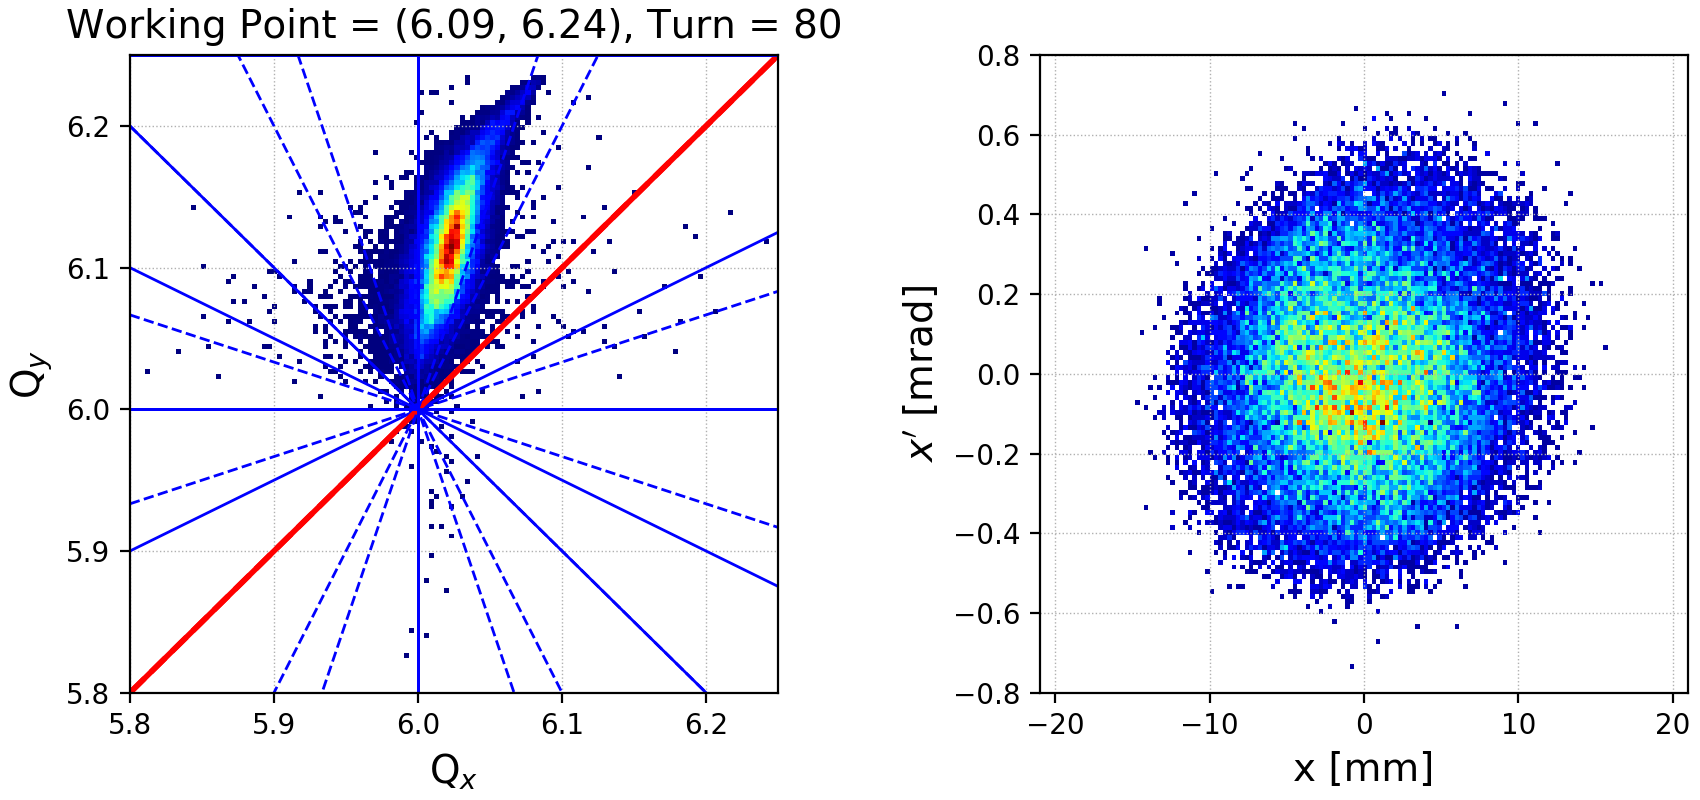 Working Point = (6.09, 6.24), Turn = 80
6.2
6.1
6.0
5.9
5.8
Qy
5.8 5.9 6.0 6.1 6.2
Qx
0.8
0.6
0.4
0.2
0.0
−0.2
−0.4
−0.6
−0.8
x′ [mrad]
−20 −10 0 10 20
x [mm]